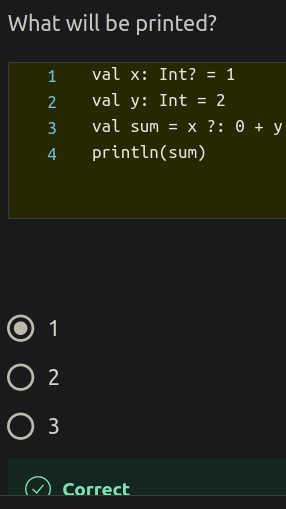 What will be printed?
1 val x: Int? = 1
2 val y: Int = 2
3 val sum = x ?: 0 + y
4 println(sum)
1
2
3
Correct